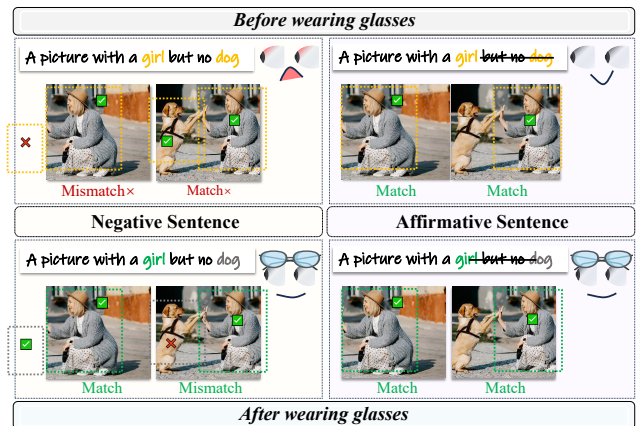 Before wearing glasses
A picture with a girl but no dog
A picture with a girl but no dog
Mismatch×
Match×
Match
Match
Negative Sentence
Affirmative Sentence
A picture with a girl but no dog
A picture with a girl but no dog
Match
Mismatch
Match
Match
After wearing glasses